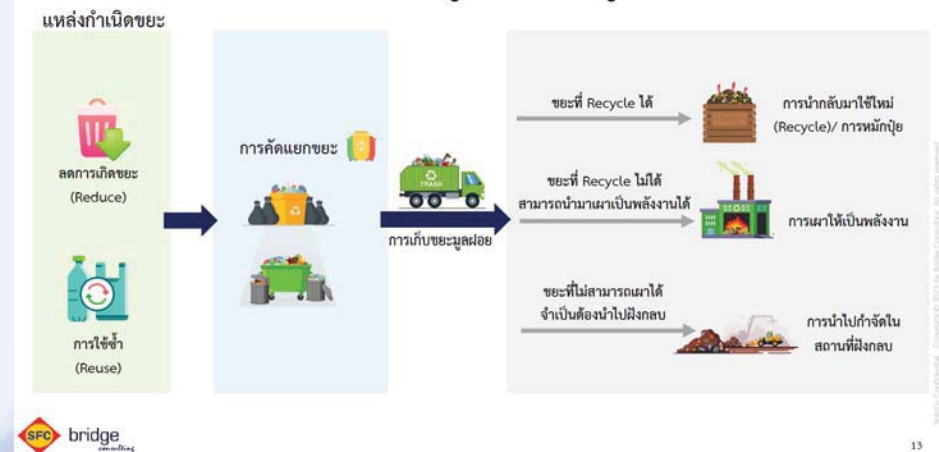 แหล่งกำเนิดขยะ
ลดการเกิดขยะ
(Reduce)
การใช้ซ้ำ
(Reuse)
การคัดแยกขยะ
TRASH
การเก็บขยะมูลฝอย
ขยะที่ Recycle ได้
การนำกลับมาใช้ใหม่
(Recycle)/ การหมักปุ๋ย
ขยะที่ Recycle ไม่ได้
สามารถนำมาเผาเป็นพลังงานได้
การเผาให้เป็นพลังงาน
ขยะที่ไม่สามารถเผาได้
จำเป็นต้องนำไปฝังกลบ
การนำไปกำจัดใน
สถานที่ฝังกลบ
SFC bridge
consulting
13